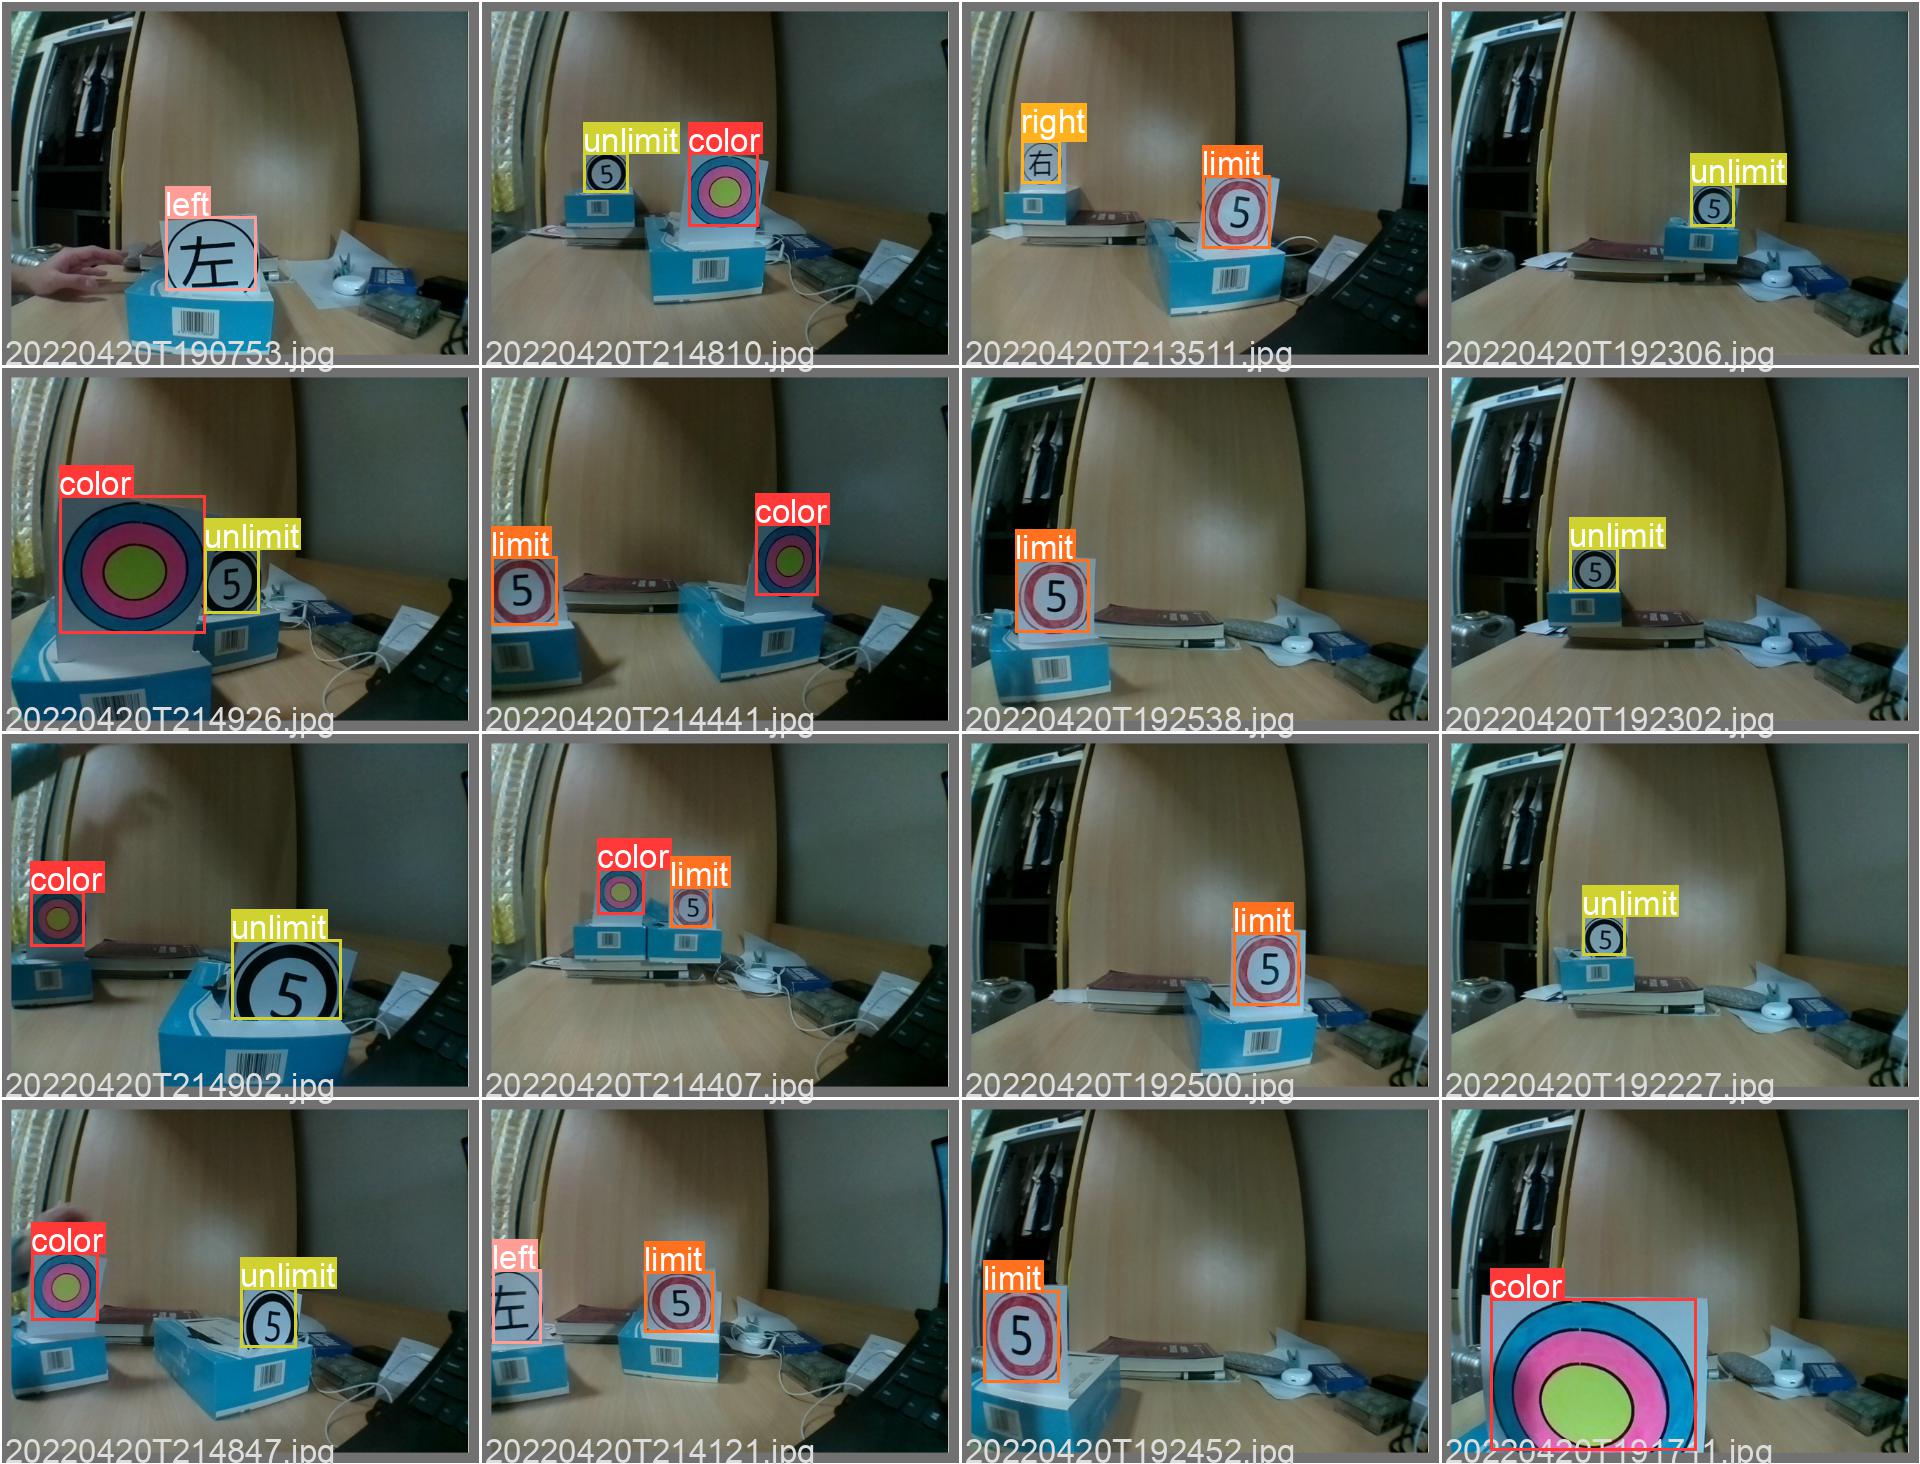 left
左
20220420T190753.jpg
unlimit
color
5
20220420T214810.jpg
right
limit
右
5
20220420T213511.jpg
unlimit
5
20220420T192306.jpg
color
unlimit
5
20220420T214926.jpg
color
limit
5
20220420T214441.jpg
limit
5
20220420T192538.jpg
unlimit
5
20220420T192302.jpg
color
unlimit
5
20220420T214902.jpg
color
limit
5
20220420T214407.jpg
limit
5
20220420T192500.jpg
unlimit
5
20220420T192227.jpg
color
unlimit
5
20220420T214847.jpg
left
limit
左
5
20220420T214121.jpg
limit
5
20220420T192452.jpg
color
20220420T191711.jpg